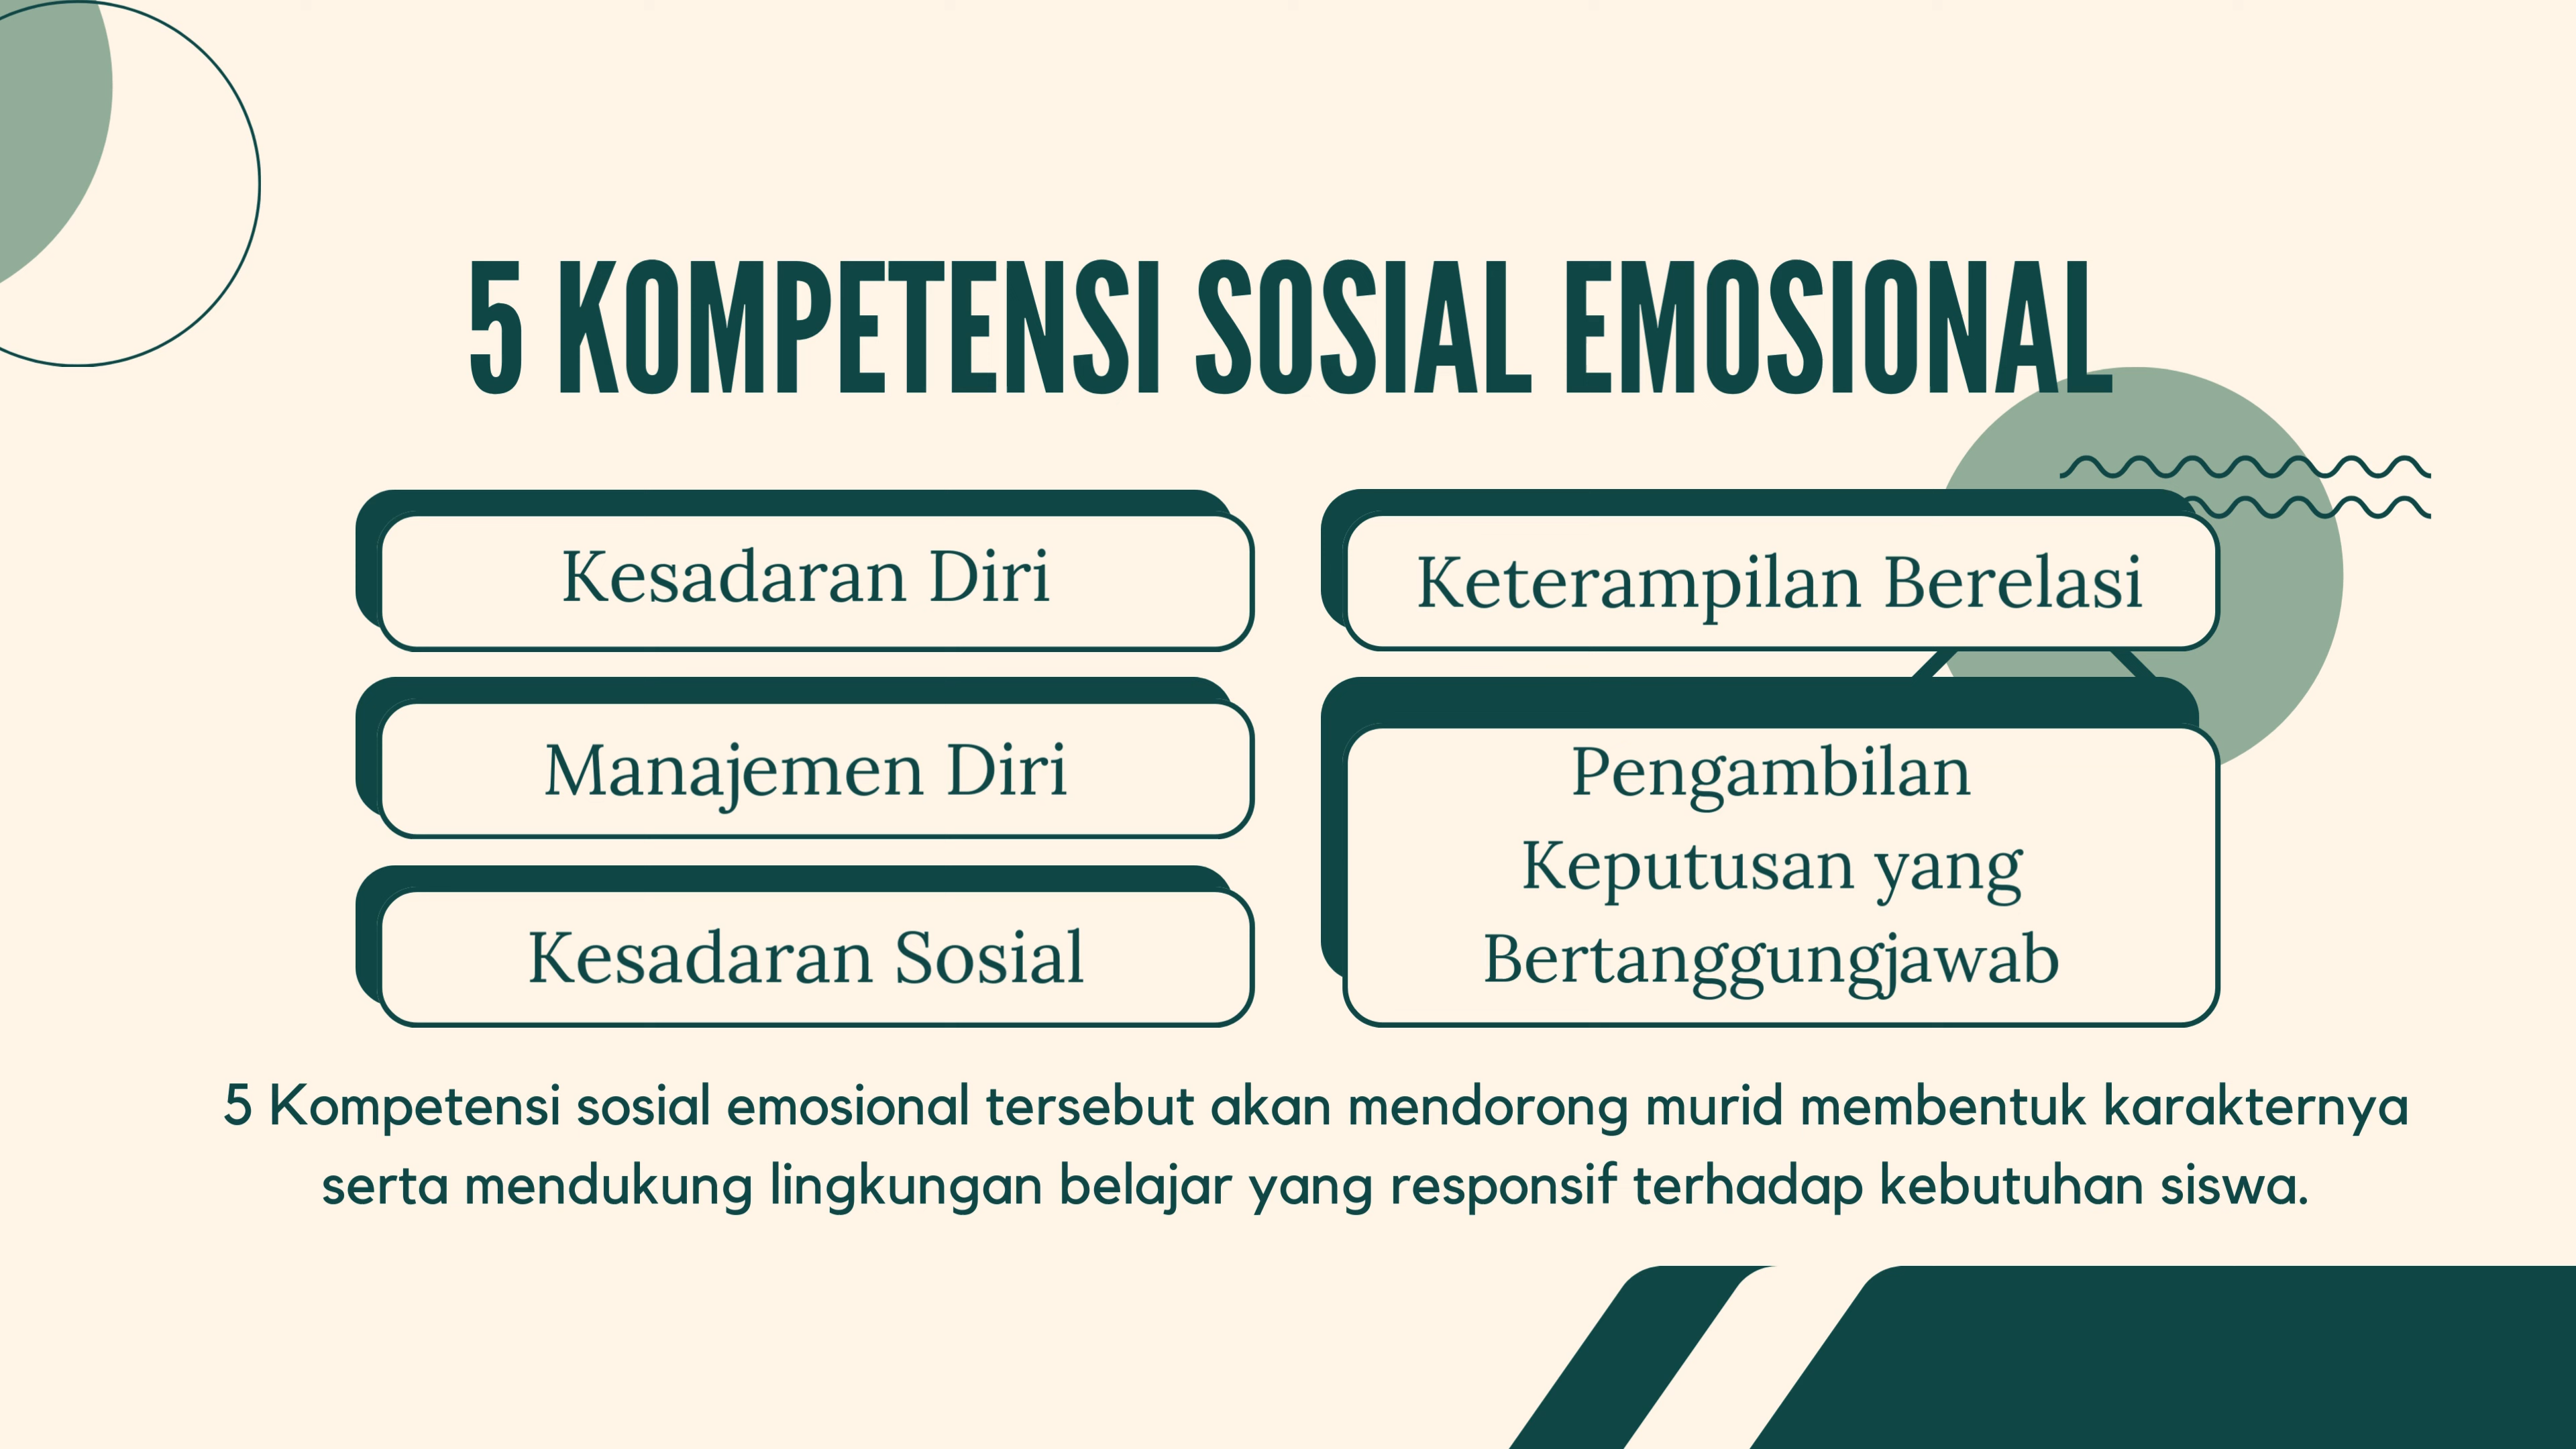 5 KOMPETENSI SOSIAL EMOSIONAL
Kesadaran Diri
Manajemen Diri
Kesadaran Sosial
Keterampilan Berelasi
Pengambilan
Keputusan yang
Bertanggungjawab
5 Kompetensi sosial emosional tersebut akan mendorong murid membentuk karakternya
serta mendukung lingkungan belajar yang responsif terhadap kebutuhan siswa.